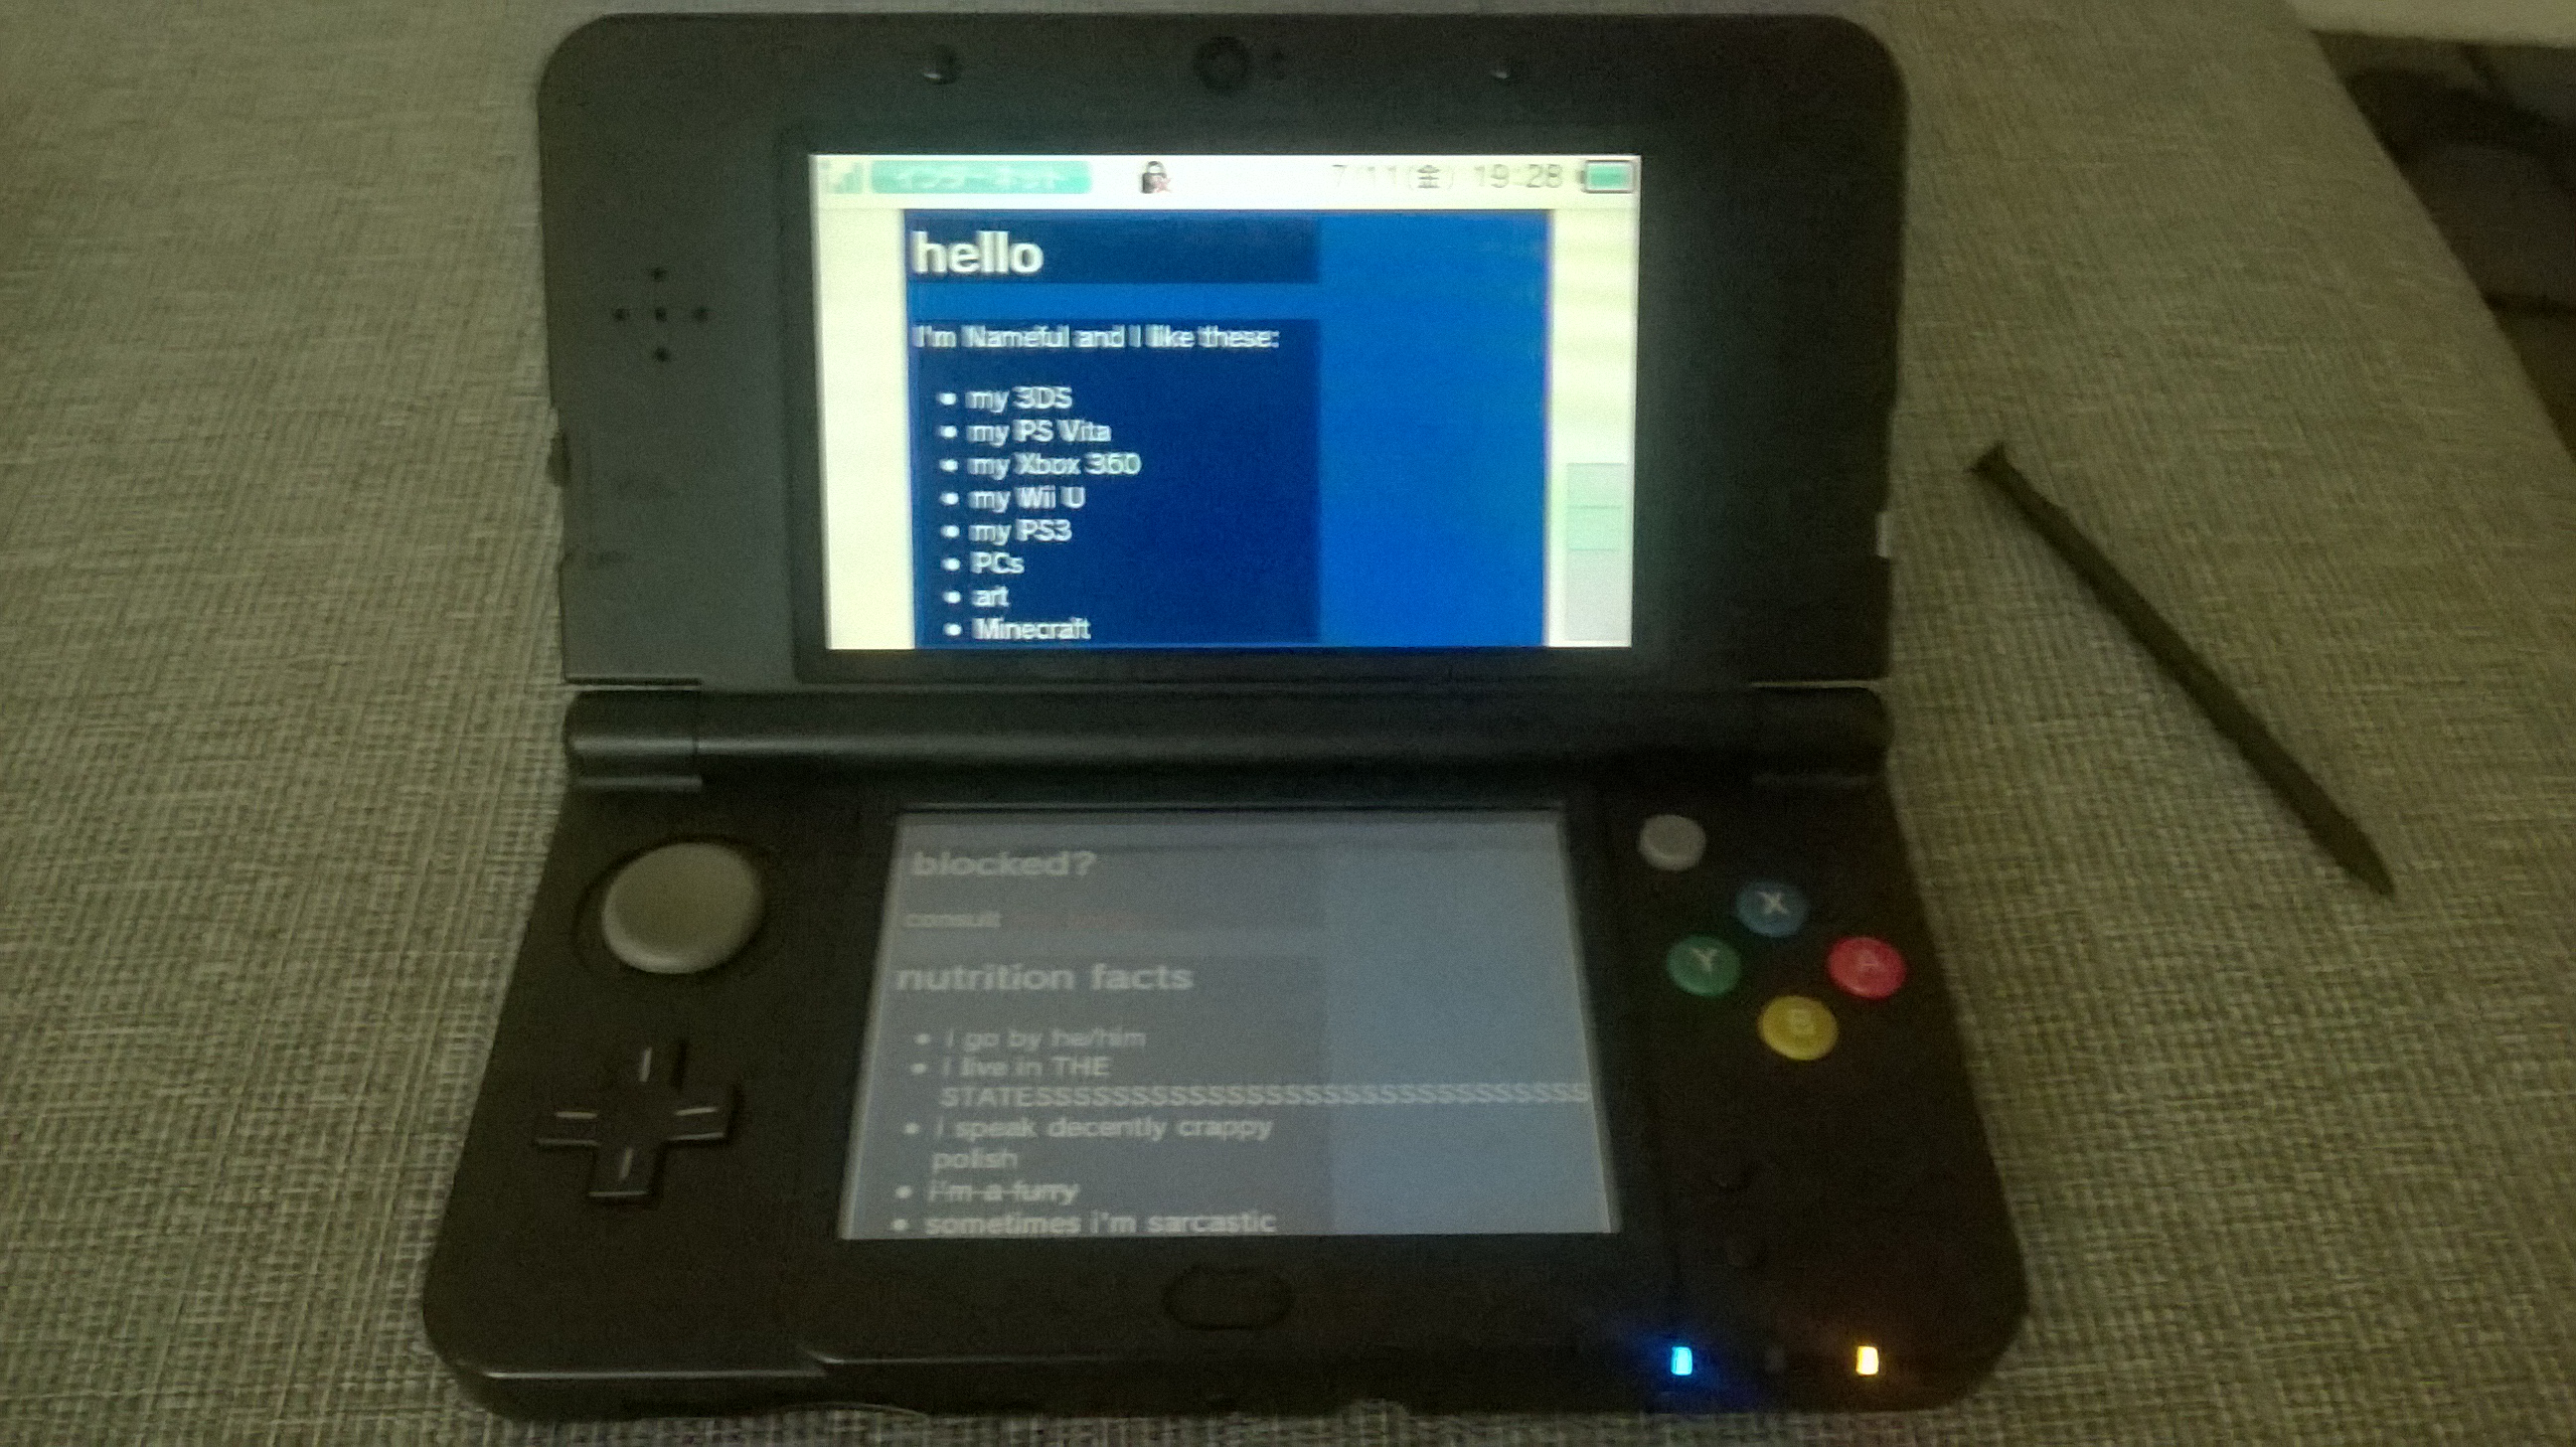 インターネット 7/11(金) 19:28
hello
I'm Nameful and I like these:
• my 3DS
• my PS Vita
• my Xbox 360
• my Wii U
• my PS3
• PCs
• art
• Minecraft
blocked?
consult
nutrition facts
• i go by he/him
• i live in THE
STATESSSSSSSSSSSSSSSSSSSSSSSSSSSSS
• i speak decently crappy
polish
• i'm a furry
• sometimes i'm sarcastic
X
Y
A
B